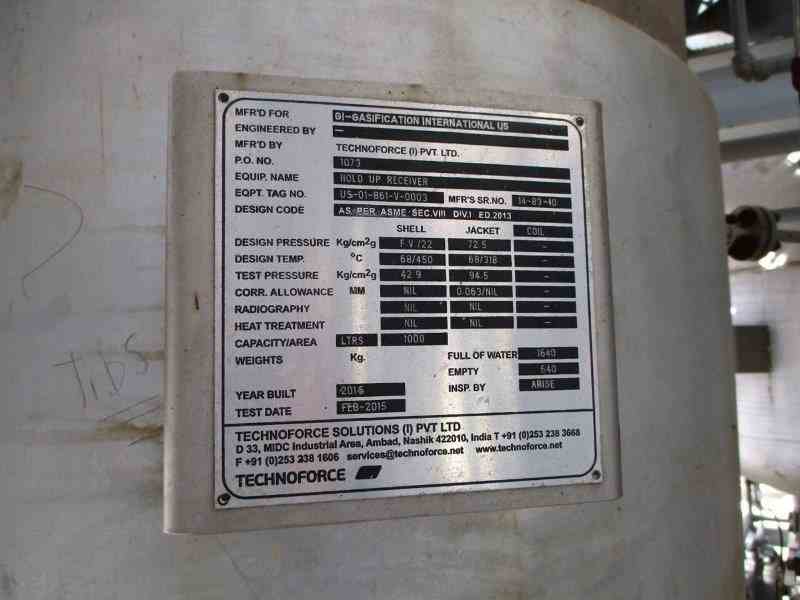 MFR'D FOR GI-GASIFICATION INTERNATIONAL US
ENGINEERED BY —
MFR'D BY TECHNOFORCE (I) PVT. LTD.
P.O. NO. 1073
EQUIP. NAME HOLD UP RECEIVER
EQPT. TAG NO. US-01-B61-V-0003 MFR'S SR.NO. 14-89-40
DESIGN CODE AS PER ASME SEC.VIII DIV.I ED.2013
SHELL JACKET COIL
DESIGN PRESSURE Kg/cm2g F.V /22 72.5 –
DESIGN TEMP. °C 68/450 68/318 –
TEST PRESSURE Kg/cm2g 42.9 94.5 –
CORR. ALLOWANCE MM NIL 0.063/NIL –
RADIOGRAPHY NIL NIL –
HEAT TREATMENT NIL NIL –
CAPACITY/AREA LTRS 1000
WEIGHTS Kg. FULL OF WATER 1640
EMPTY 640
INSP. BY ARISE
YEAR BUILT 2015
TEST DATE FEB-2015
TECHNOFORCE SOLUTIONS (I) PVT LTD
D 33, MIDC Industrial Area, Ambad, Nashik 422010, India T +91 (0)253 238 3668
F +91 (0)253 238 1606 services@technoforce.net www.technoforce.net
TECHNOFORCE